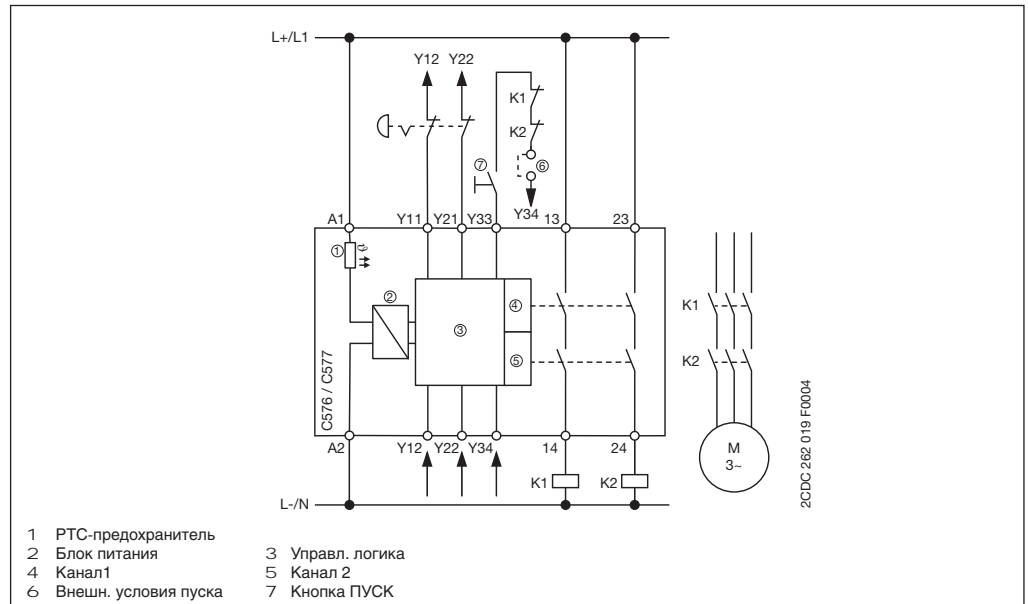 L+/L1
Y12 Y22
K1
K2
7
6
Y34
A1 Y11 Y21 Y33 13 23
1
2
4
3
5
K1
K2
C576 / C577
M
3~
2CDC 262 019 F0004
A2 Y12 Y22 Y34 14 24
K1 K2
L-/N
1 PTC-предохранитель
2 Блок питания 3 Управл. логика
4 Канал1 5 Канал 2
6 Внешн. условия пуска 7 Кнопка ПУСК